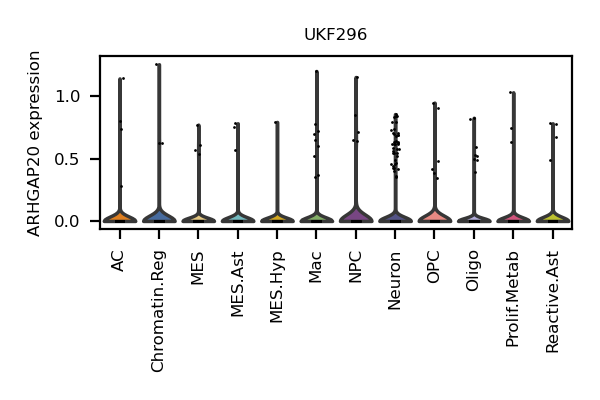 UKF296
ARHGAP20 expression
1.0
0.5
0.0
AC
Chromatin.Reg
MES
MES.Ast
MES.Hyp
Mac
NPC
Neuron
OPC
Oligo
Prolif.Metab
Reactive.Ast